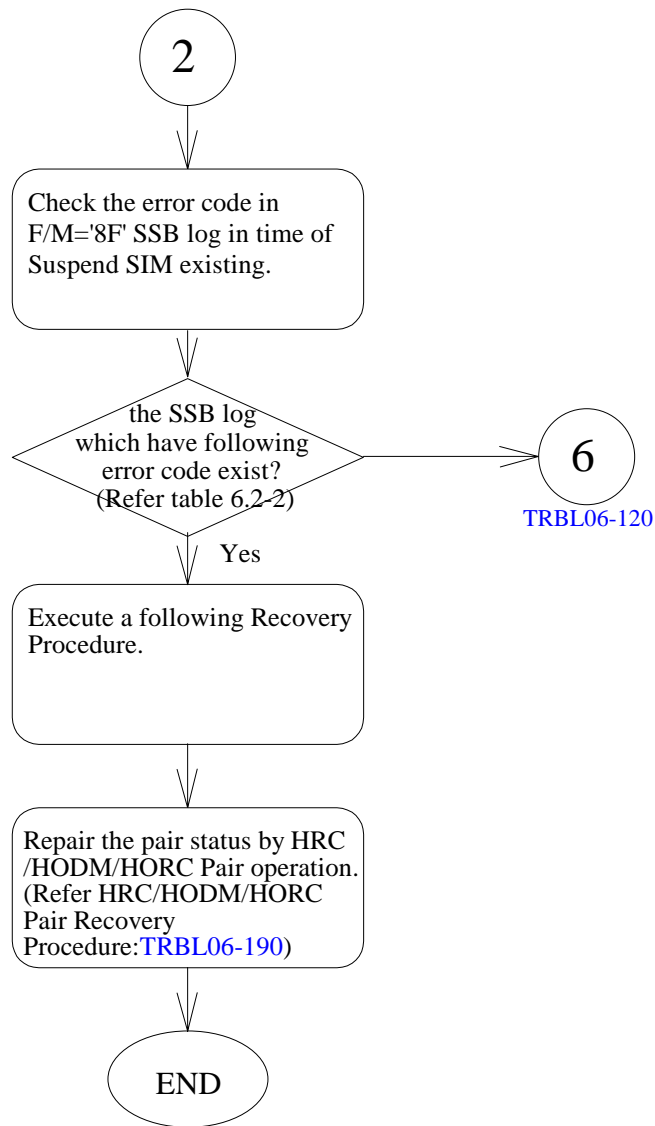 2
Check the error code in
F/M='8F' SSB log in time of
Suspend SIM existing.
the SSB log
which have following
error code exist?
(Refer table 6.2-2)
6
TRBL06-120
Yes
Execute a following Recovery
Procedure.
Repair the pair status by HRC
/HODM/HORC Pair operation.
(Refer HRC/HODM/HORC
Pair Recovery
Procedure:TRBL06-190)
END